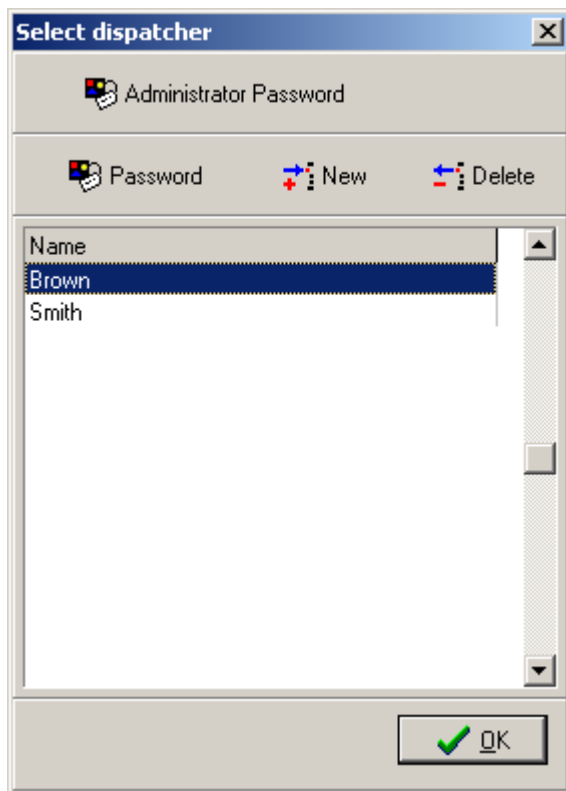 Select dispatcher
Administrator Password
Password New Delete
Name
Brown
Smith
OK